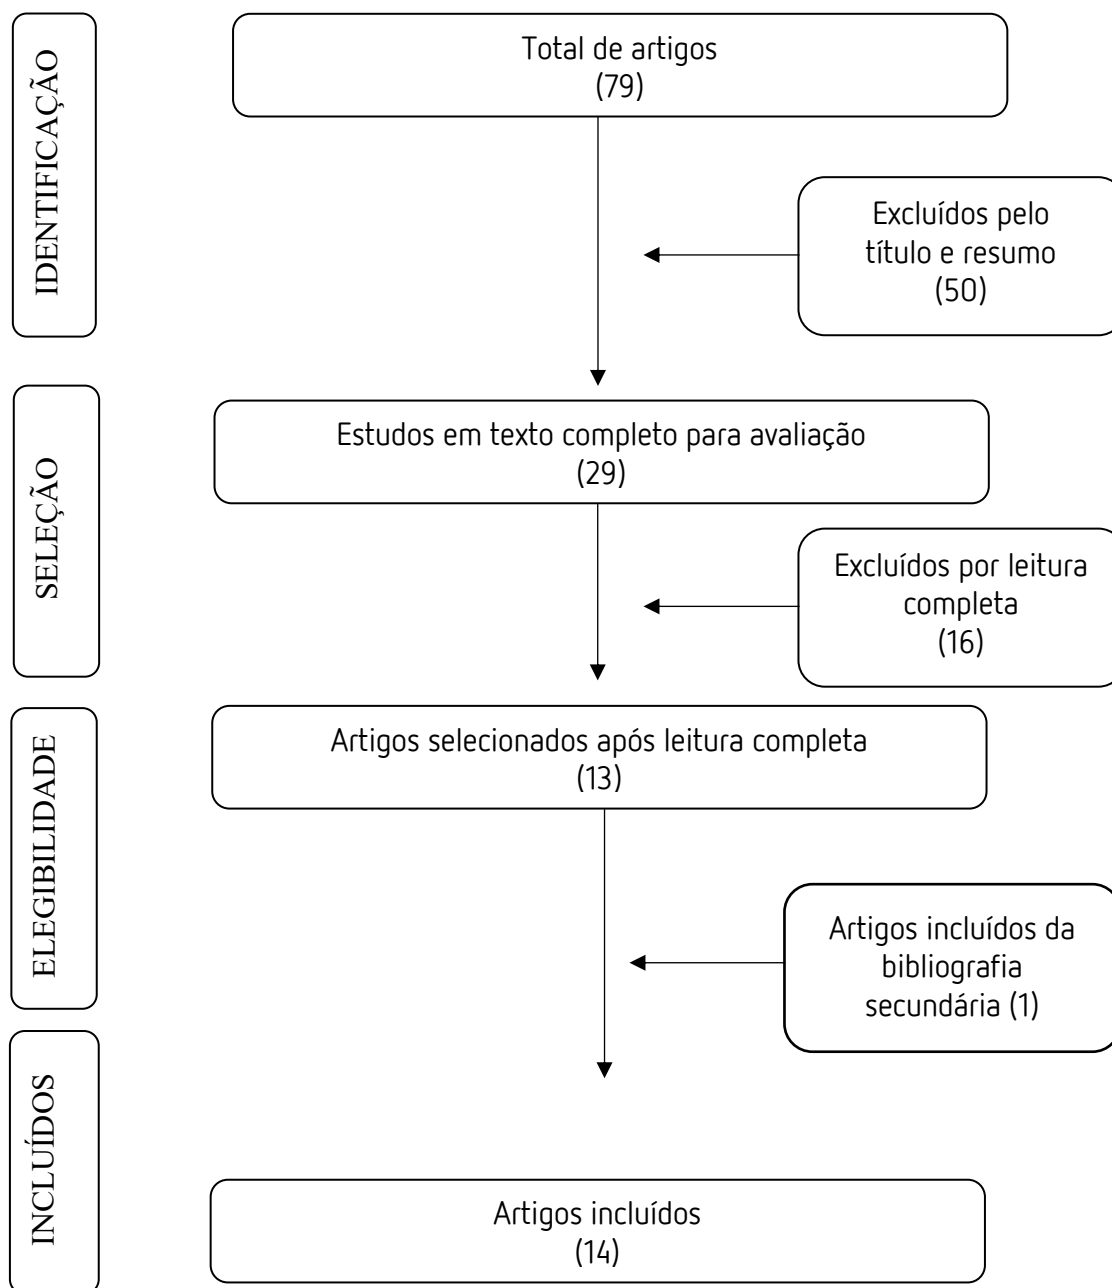 IDENTIFICAÇÃO
Total de artigos
(79)
Excluídos pelo
título e resumo
(50)
SELEÇÃO
Estudos em texto completo para avaliação
(29)
Excluídos por leitura
completa
(16)
ELEGIBILIDADE
Artigos selecionados após leitura completa
(13)
Artigos incluídos da
bibliografia
secundária (1)
INCLUÍDOS
Artigos incluídos
(14)